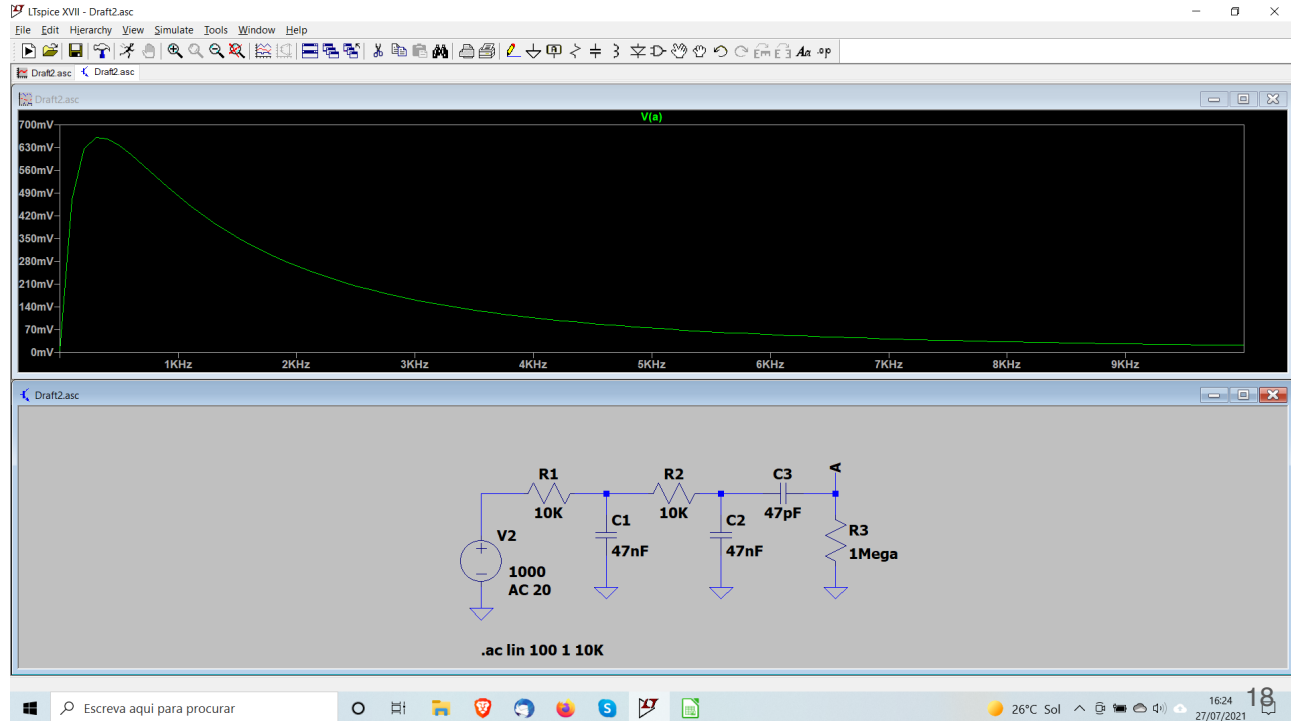 LTspice XVII - Draft2.asc
File Edit Hierarchy View Simulate Tools Window Help
Draft2.asc Draft2.asc
Draft2.asc
V(a)
700mV
630mV
560mV
490mV
420mV
350mV
280mV
210mV
140mV
70mV
0mV
1KHz 2KHz 3KHz 4KHz 5KHz 6KHz 7KHz 8KHz 9KHz
Draft2.asc
R1 R2 C3 A
10K 10K 47pF
V2 C1 C2 R3
47nF 47nF 1Mega
1000
AC 20
.ac lin 100 1 10K
Escreva aqui para procurar
26°C Sol
16:24
27/07/2021
18